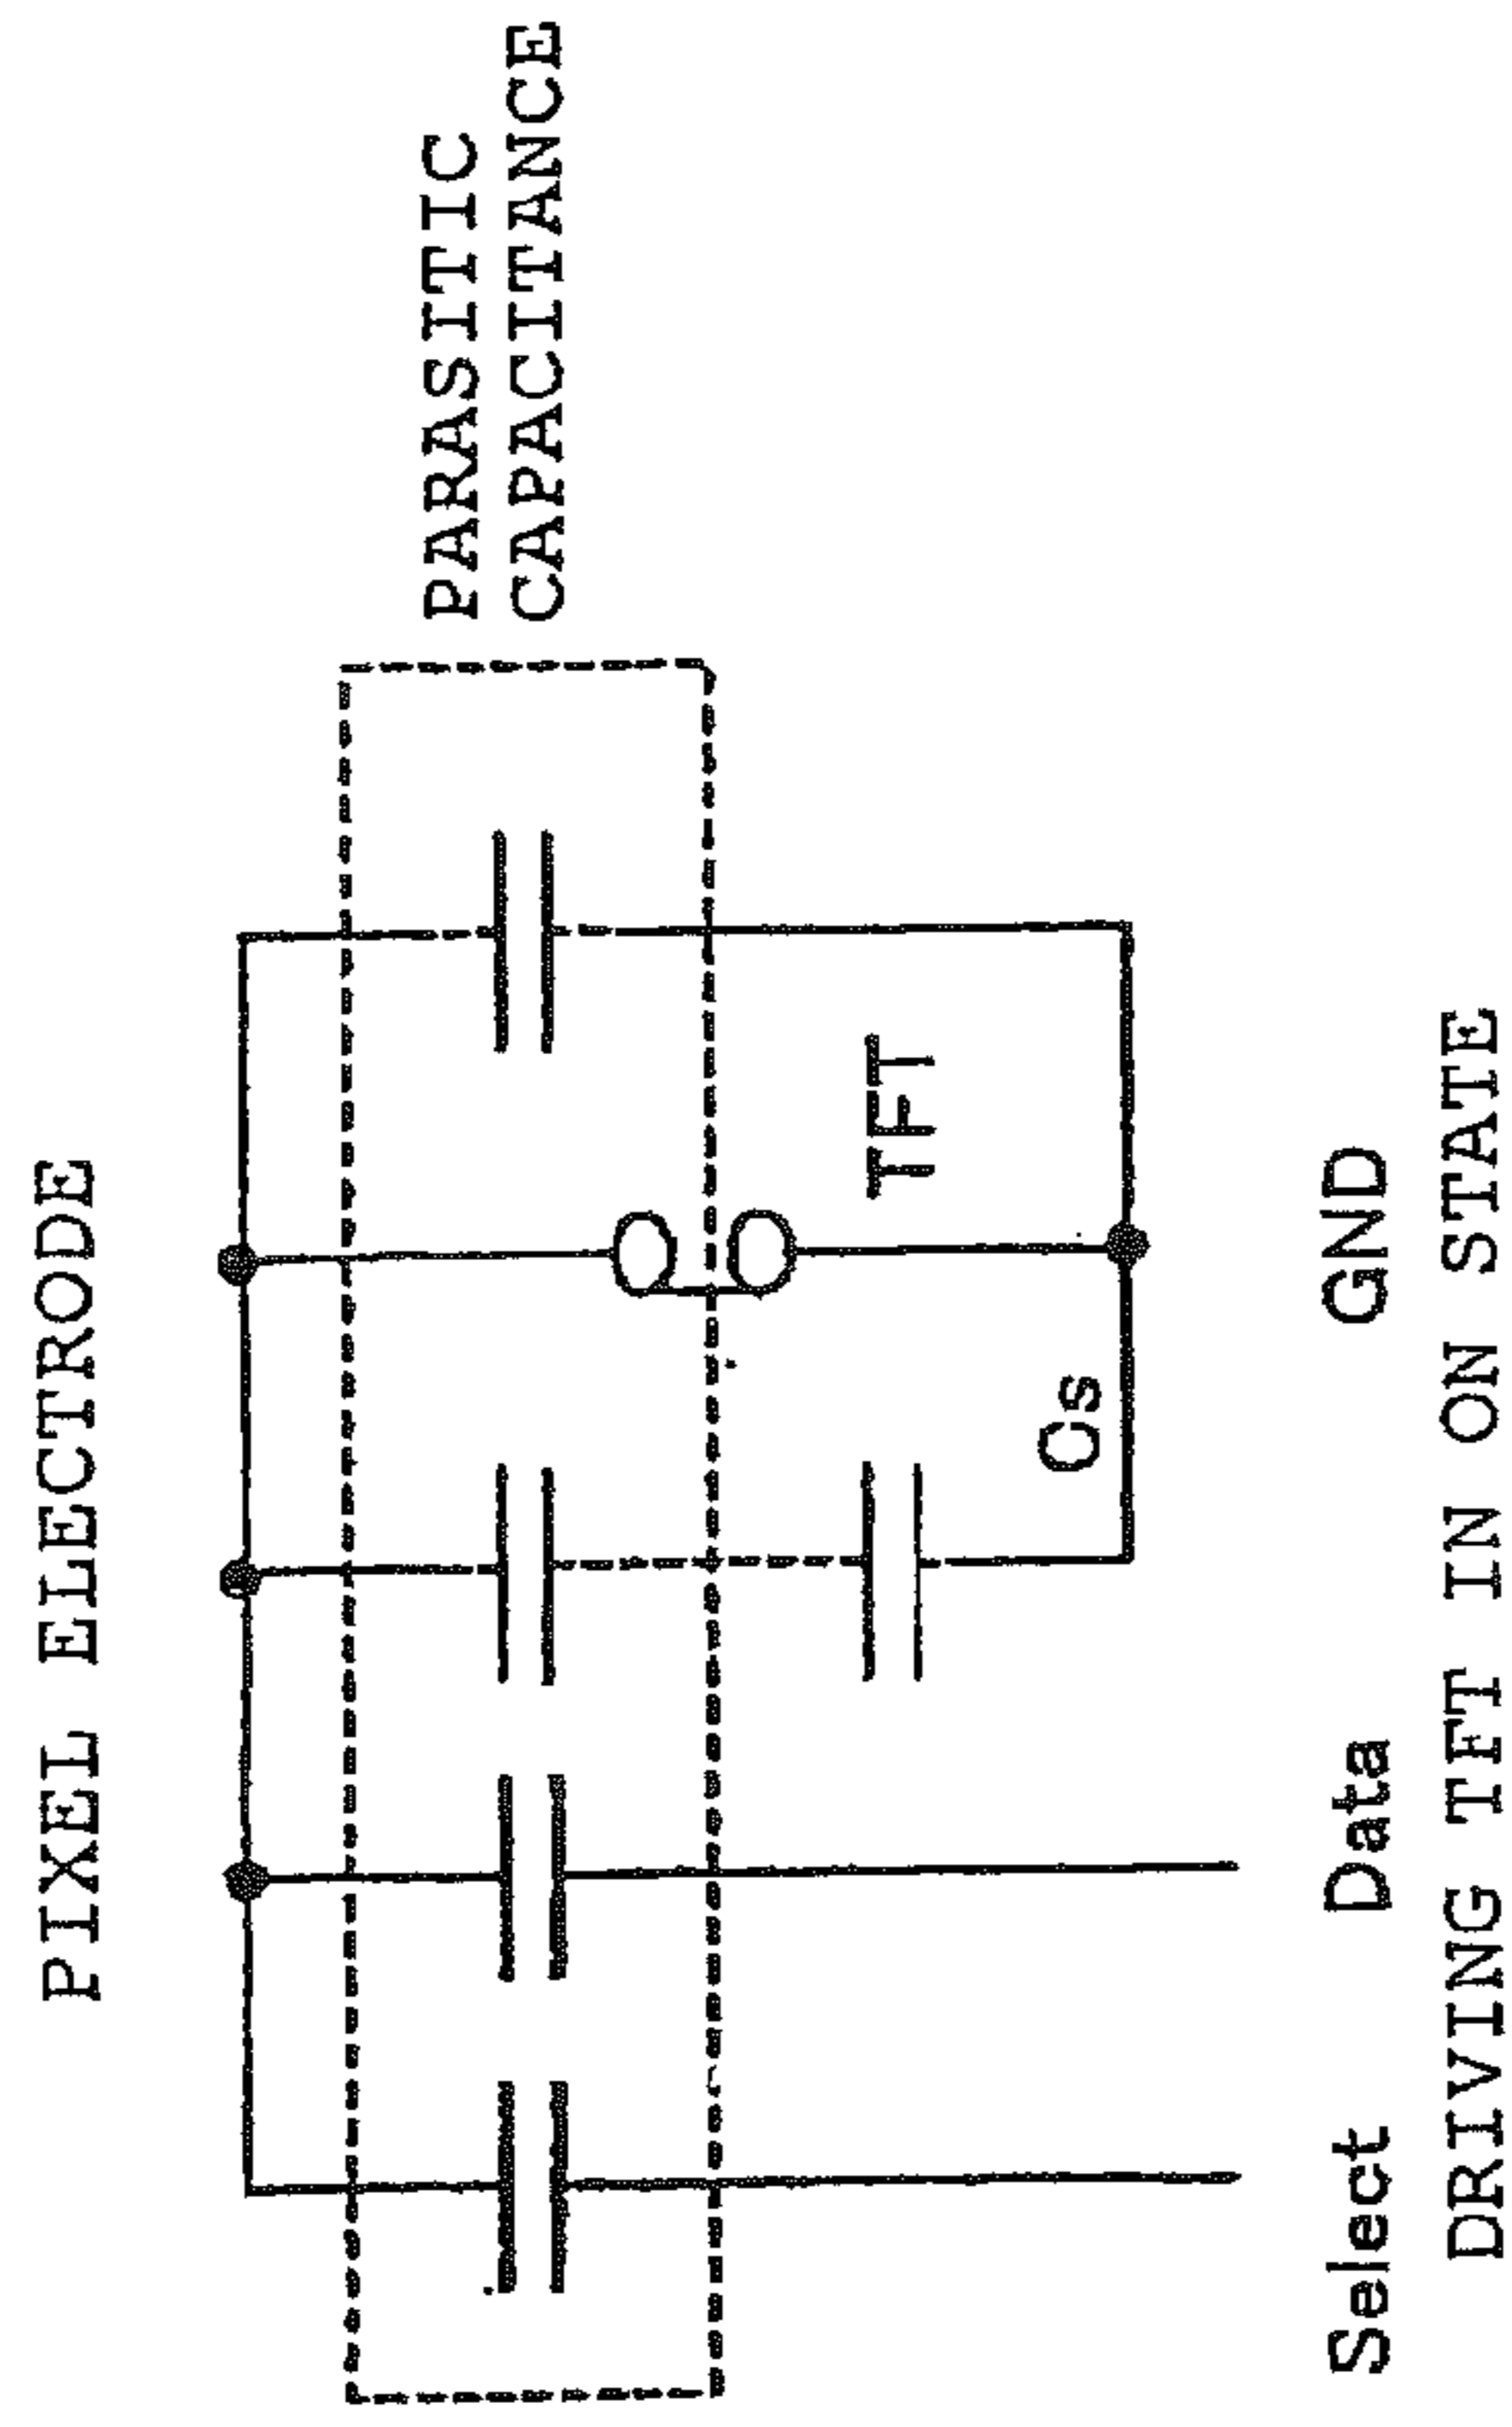 PIXEL ELECTRODE
PARASITIC
CAPACITANCE
TFT
Cs
Select Data GND
DRIVING TFT IN ON STATE